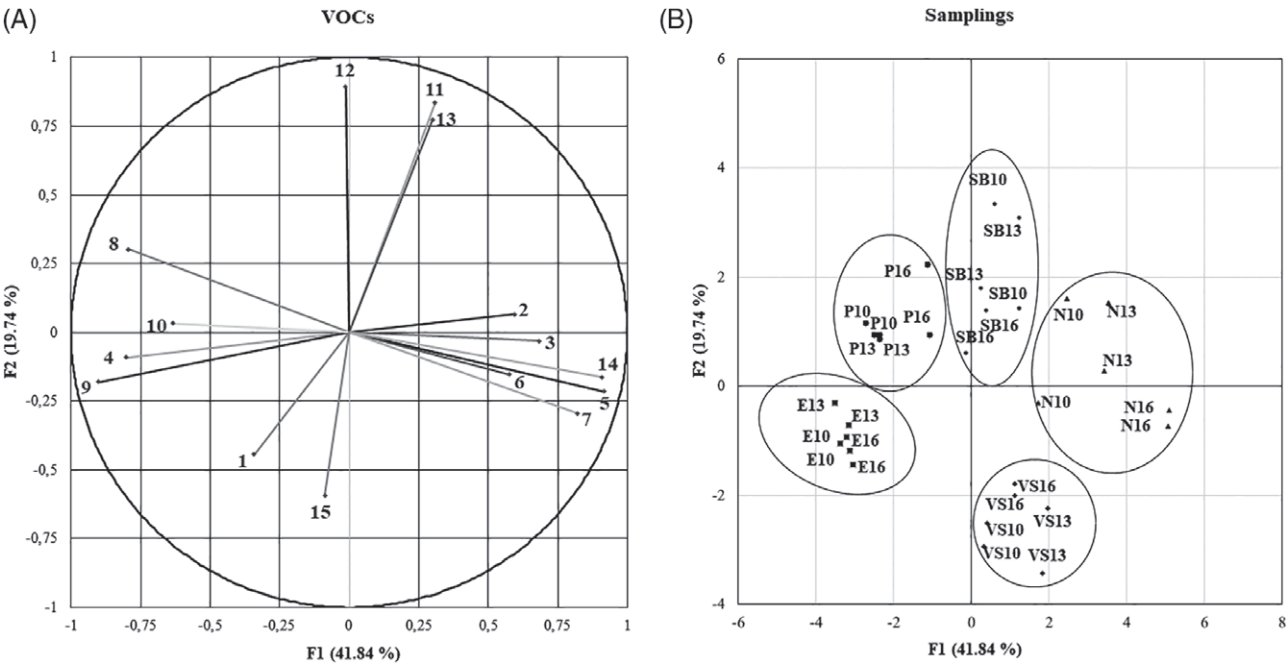 (A)
VOCs
1
0,75
0,5
0,25
0
-0,25
-0,5
-0,75
-1
F2 (19.74 %)
-1
-0,75
-0,5
-0,25
0
0,25
0,5
0,75
1
F1 (41.84 %)
12
11
13
8
10
4
9
2
3
14
6
5
7
1
15
(B)
Samplings
6
4
2
0
-2
-4
F2 (19.74 %)
-6
-4
-2
0
2
4
6
8
F1 (41.84 %)
SB10
SB13
SB13
SB10
SB16
SB16
P16
P10
P10
P16
P13
P13
N10
N13
N13
N10
N16
N16
E13
E13
E10
E16
E10
E16
VS16
VS16
VS13
VS10
VS10
VS13